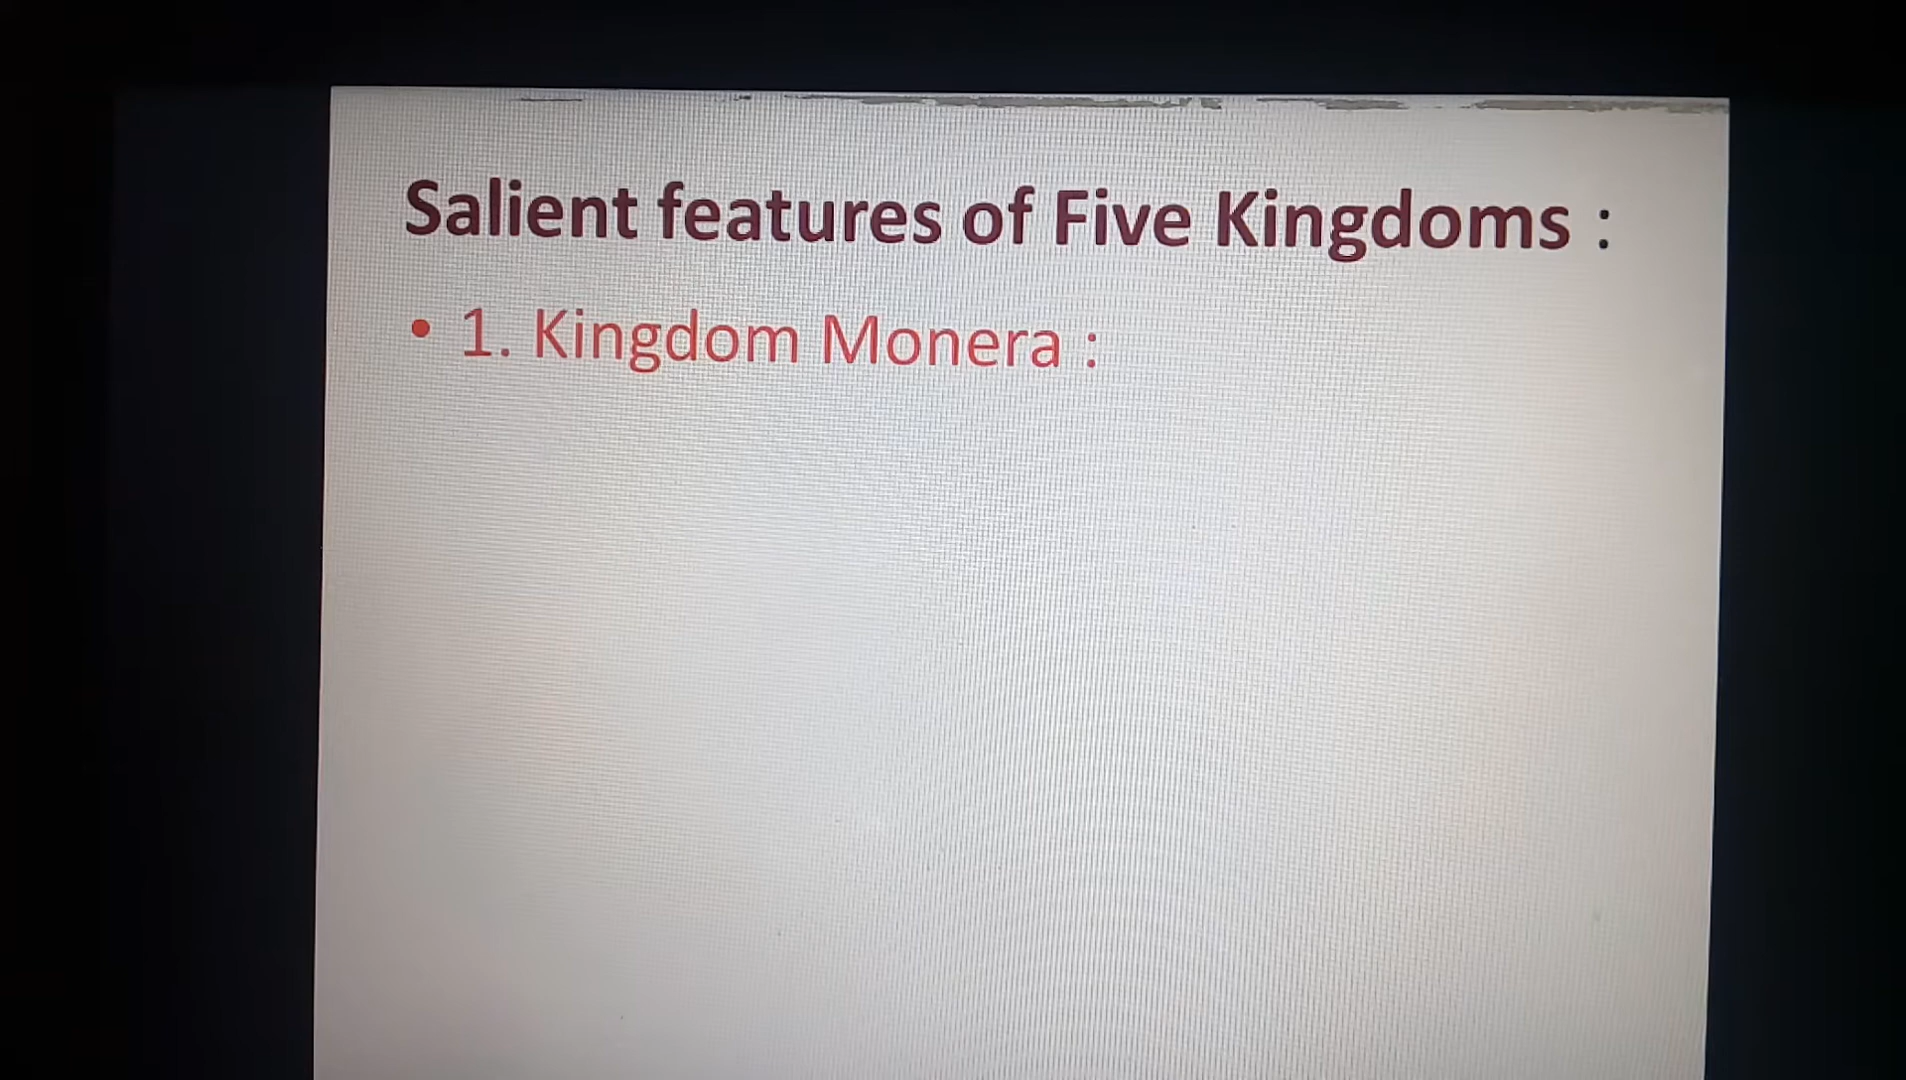 Salient features of Five Kingdoms :
• 1. Kingdom Monera :